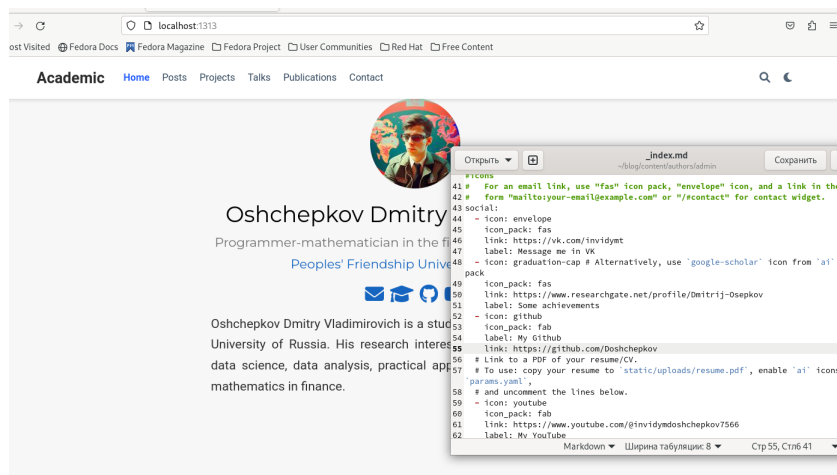 localhost:1313
ost Visited Fedora Docs Fedora Magazine Fedora Project User Communities Red Hat Free Content
Academic Home Posts Projects Talks Publications Contact
Oshchepkov Dmitry
Programmer-mathematician in the fi
Peoples' Friendship Unive
Oshchepkov Dmitry Vladimirovich is a stud
University of Russia. His research interes
data science, data analysis, practical app
mathematics in finance.
Открыть _index.md Сохранить
~/blog/content/authors/admin
#icons
41 # For an email link, use "fas" icon pack, "envelope" icon, and a link in the
42 # form "mailto:your-email@example.com" or "/#contact" for contact widget.
43 social:
44 - icon: envelope
45 icon_pack: fas
46 link: https://vk.com/invidymt
47 label: Message me in VK
48 - icon: graduation-cap # Alternatively, use `google-scholar` icon from `ai`
pack
49 icon_pack: fas
50 link: https://www.researchgate.net/profile/Dmitrij-Osepkov
51 label: Some achievements
52 - icon: github
53 icon_pack: fab
54 label: My Github
55 link: https://github.com/Doshchepkov
56 # Link to a PDF of your resume/CV.
57 # To use: copy your resume to `static/uploads/resume.pdf`, enable `ai` icons
`params.yaml`,
58 # and uncomment the lines below.
59 - icon: youtube
60 icon_pack: fab
61 link: https://www.youtube.com/@invidymdoshchepkov7566
62 label: My YouTube
Markdown Ширина табуляции: 8 Стр 55, Стлб 41